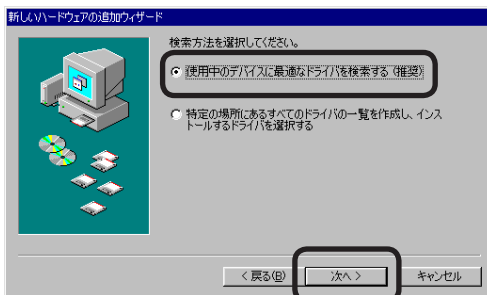 新しいハードウェアの追加ウィザード
検索方法を選択してください。
使用中のデバイスに最適なドライバを検索する (推奨)
特定の場所にあるすべてのドライバの一覧を作成し、インス
トールするドライバを選択する
< 戻る(B)
次へ >
キャンセル